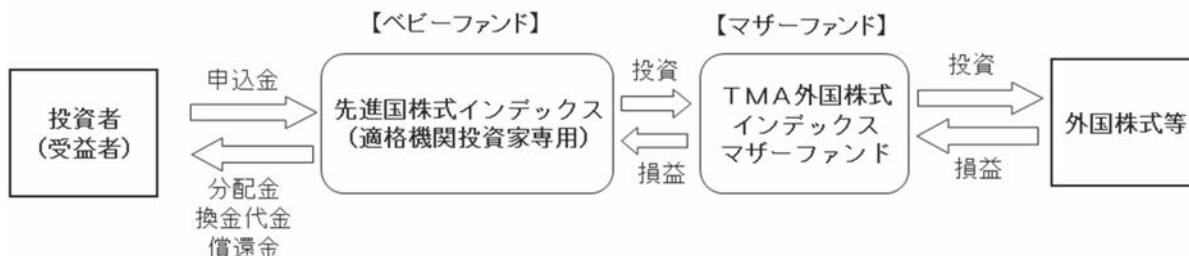 【ベビーファンド】
【マザーファンド】
投資者
(受益者)
申込金
分配金
換金代金
償還金
先進国株式インデックス
(適格機関投資家専用)
投資
損益
TMA外国株式
インデックス
マザーファンド
投資
損益
外国株式等